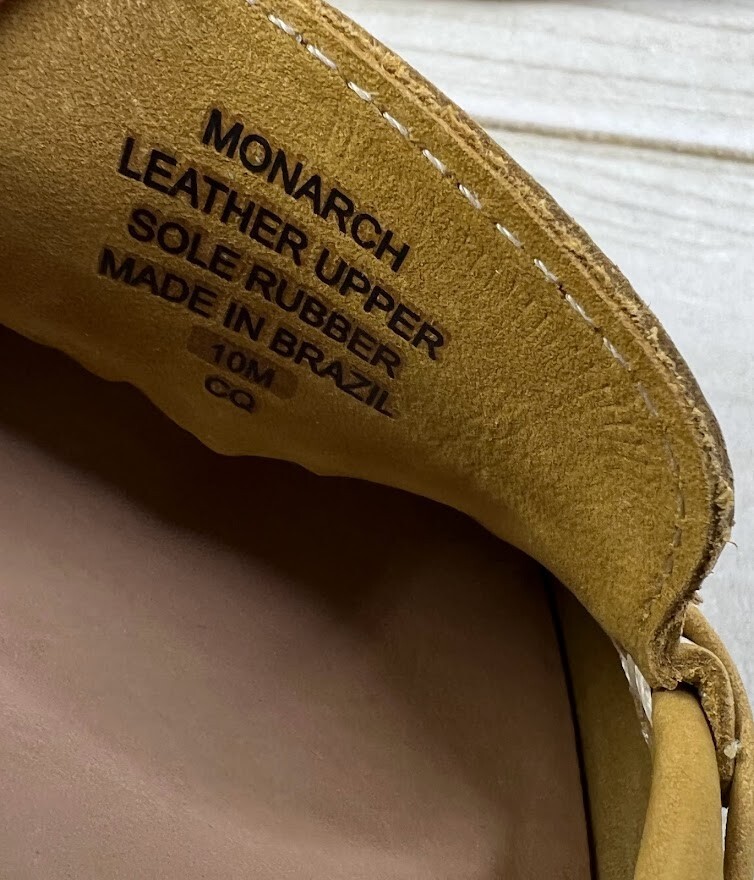 MONARCH
LEATHER UPPER
SOLE RUBBER
MADE IN BRAZIL
10M
CQ